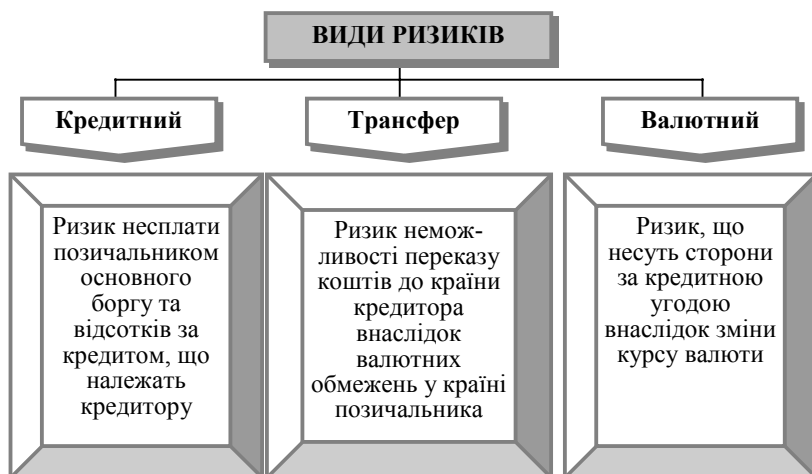 ВИДИ РИЗИКІВ
Кредитний
Трансфер
Валютний
Ризик несплати
позичальником
основного
боргу та
відсотків за
кредитом, що
належать
кредитору
Ризик немож-
ливості переказу
коштів до країни
кредитора
внаслідок
валютних
обмежень у країні
позичальника
Ризик, що
несуть сторони
за кредитною
угодою
внаслідок зміни
курсу валюти